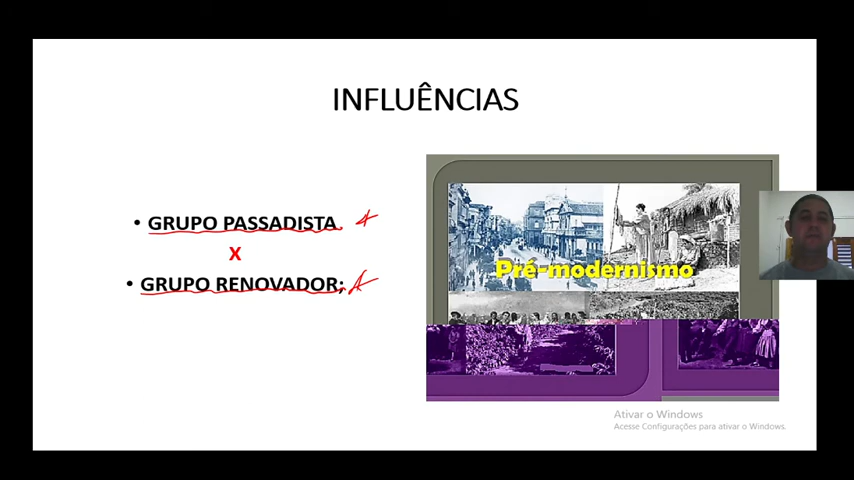 INFLUÊNCIAS
• GRUPO PASSADISTA
X
• GRUPO RENOVADOR;
Pré-modernismo
Ativar o Windows
Acesse Configurações para ativar o Windows.